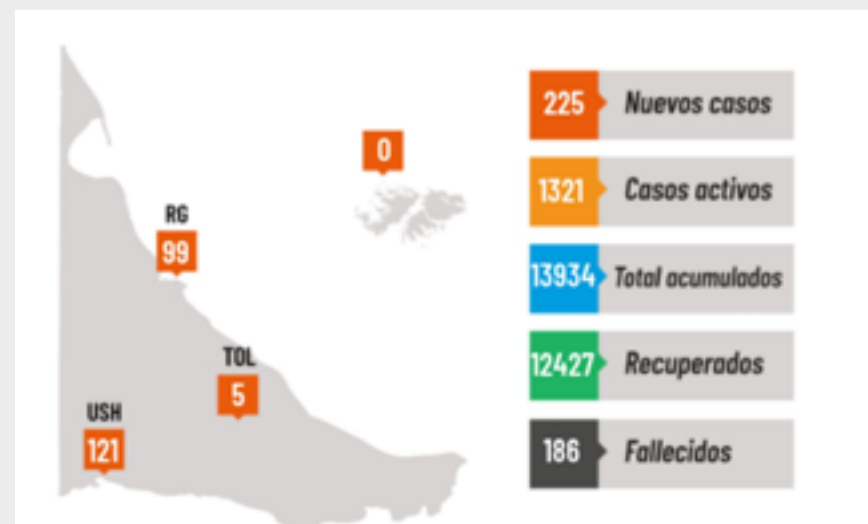 0
RG
99
TOL
5
USH
121
225 Nuevos casos
1321 Casos activos
13934 Total acumulados
12427 Recuperados
186 Fallecidos